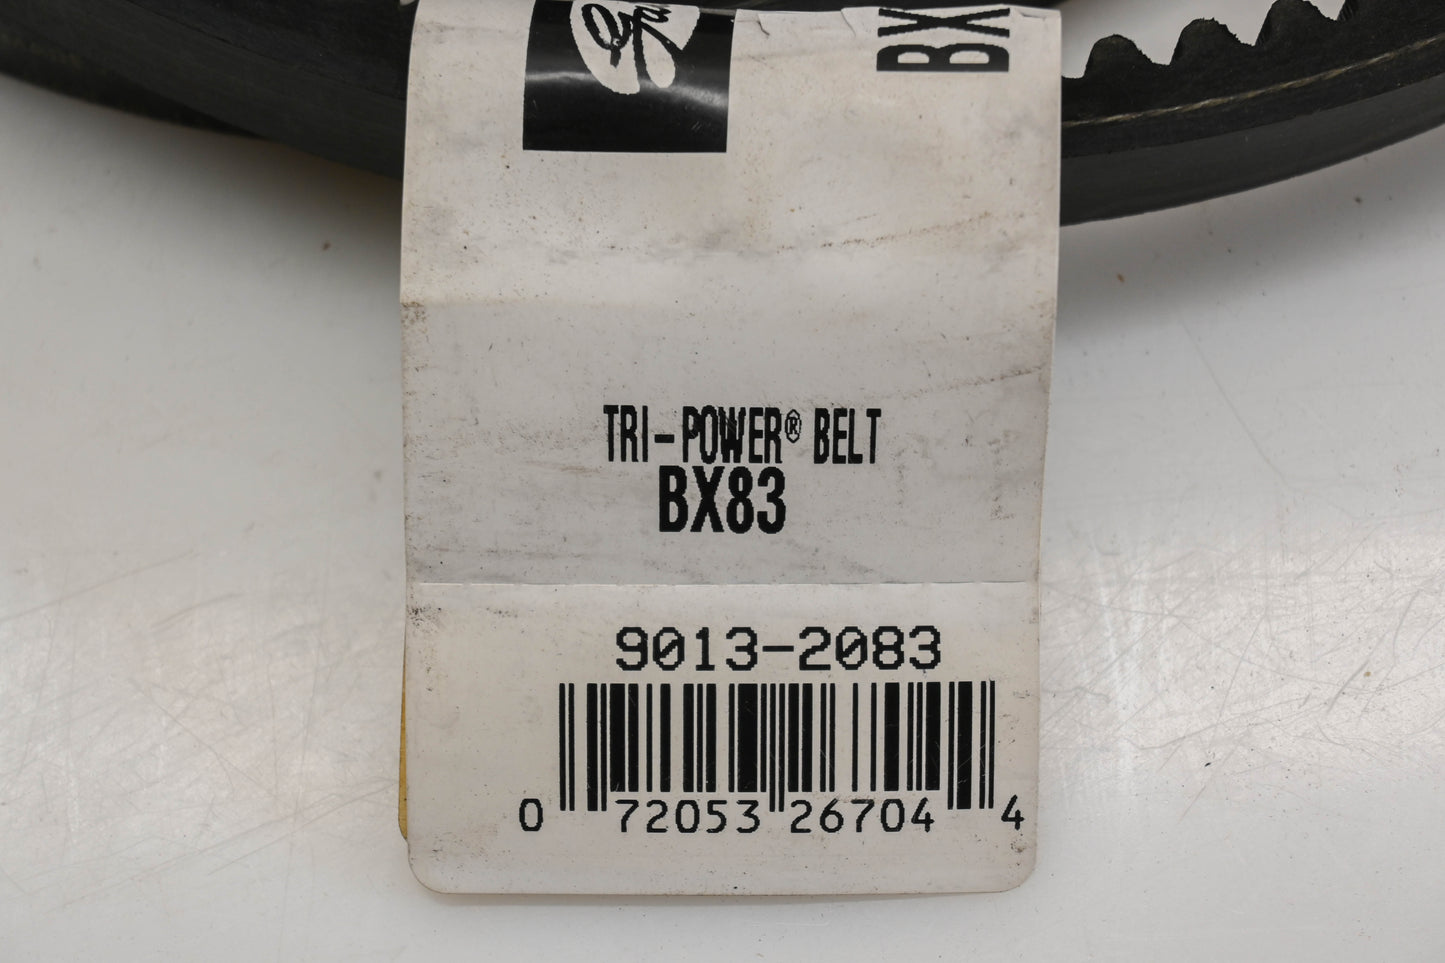 BX
TRI-POWER® BELT
BX83
9013-2083
0 72053 26704 4